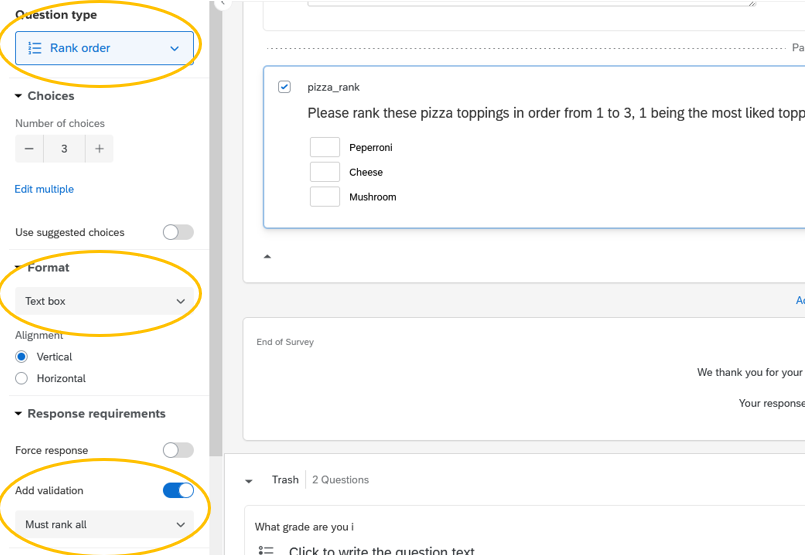 Question type
Rank order
Choices
Number of choices
3
Edit multiple
Use suggested choices
Format
Text box
Alignment
Vertical
Horizontal
Response requirements
Force response
Add validation
Must rank all
Pa
pizza_rank
Please rank these pizza toppings in order from 1 to 3, 1 being the most liked topp
Peperroni
Cheese
Mushroom
Ad
End of Survey
We thank you for your
Your response
Trash
2 Questions
What grade are you i
Click to write the question text